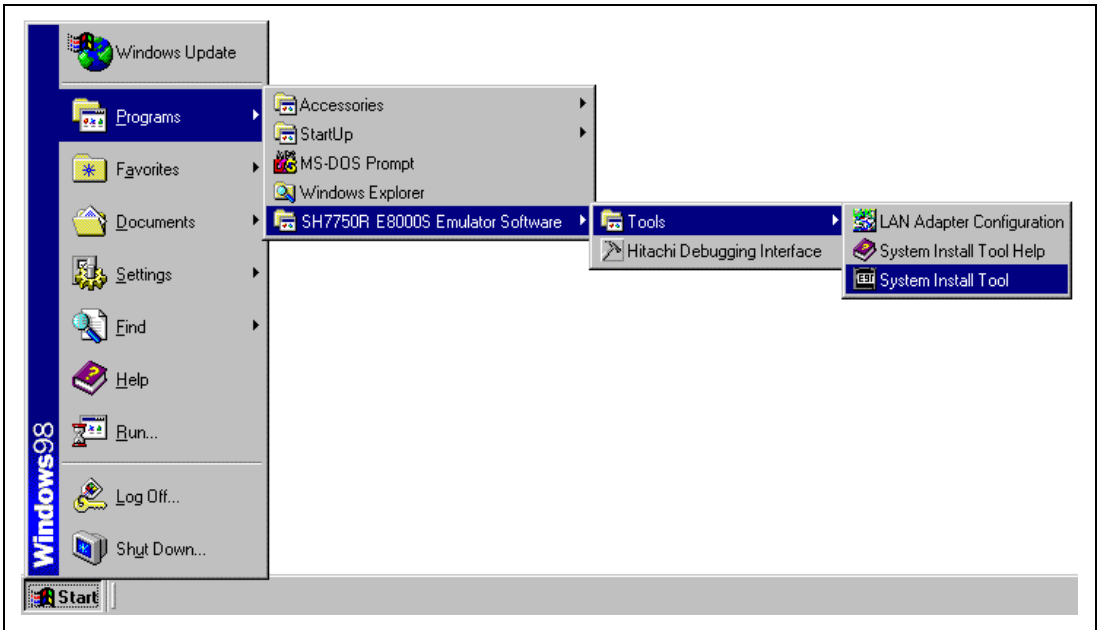 Windows Update
Programs
Favorites
Documents
Settings
Find
Help
Run...
Log Off...
Shut Down...
Windows98
Start
Accessories
StartUp
MS-DOS Prompt
Windows Explorer
SH7750R E8000S Emulator Software
Tools
Hitachi Debugging Interface
LAN Adapter Configuration
System Install Tool Help
System Install Tool